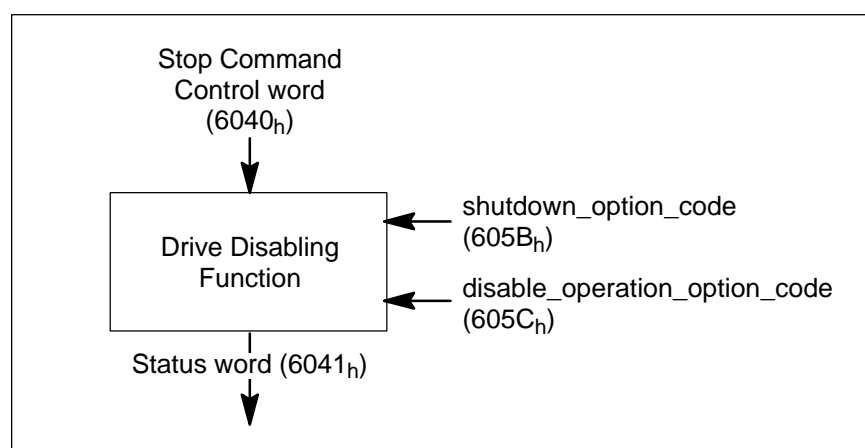 Stop Command
Control word
(6040h)
Drive Disabling
Function
shutdown_option_code
(605Bh)
disable_operation_option_code
(605Ch)
Status word (6041h)